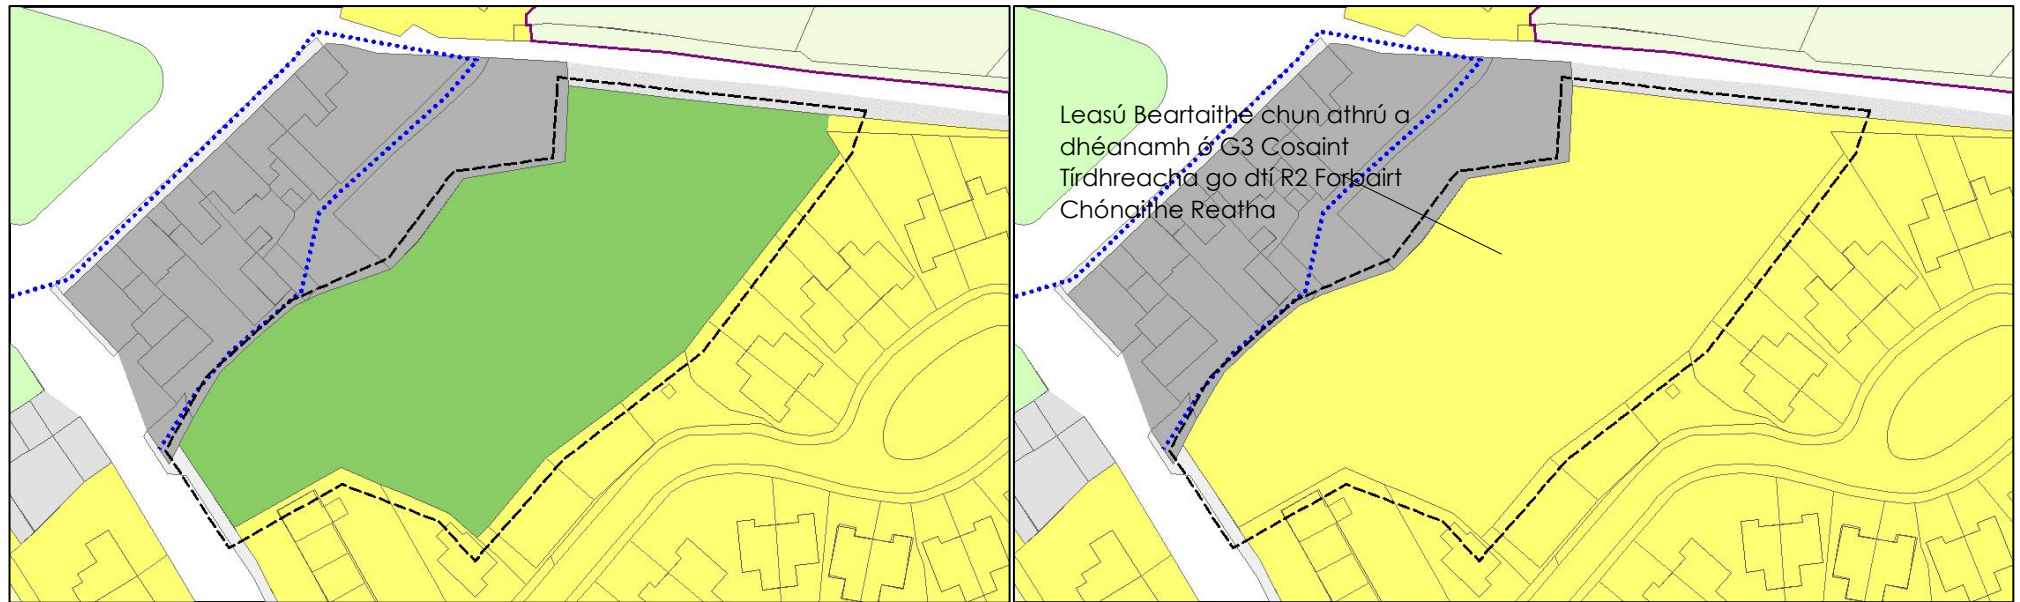 Leasú Beartaithe chun athrú a
dhéanamh ó G3 Cosaint
Tírdhreacha go dtí R2 Forbairt
Chónaithe Reatha